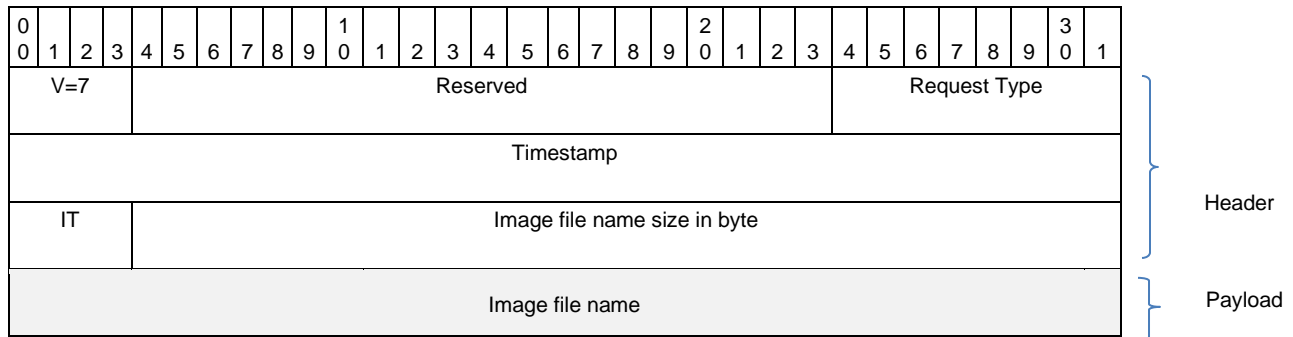 0 1 2 3
0 1 2 3 4 5 6 7 8 9 0 1 2 3 4 5 6 7 8 9 0 1 2 3 4 5 6 7 8 9 0 1
V=7 Reserved Request Type
Timestamp
IT Image file name size in byte
Header
Image file name
Payload